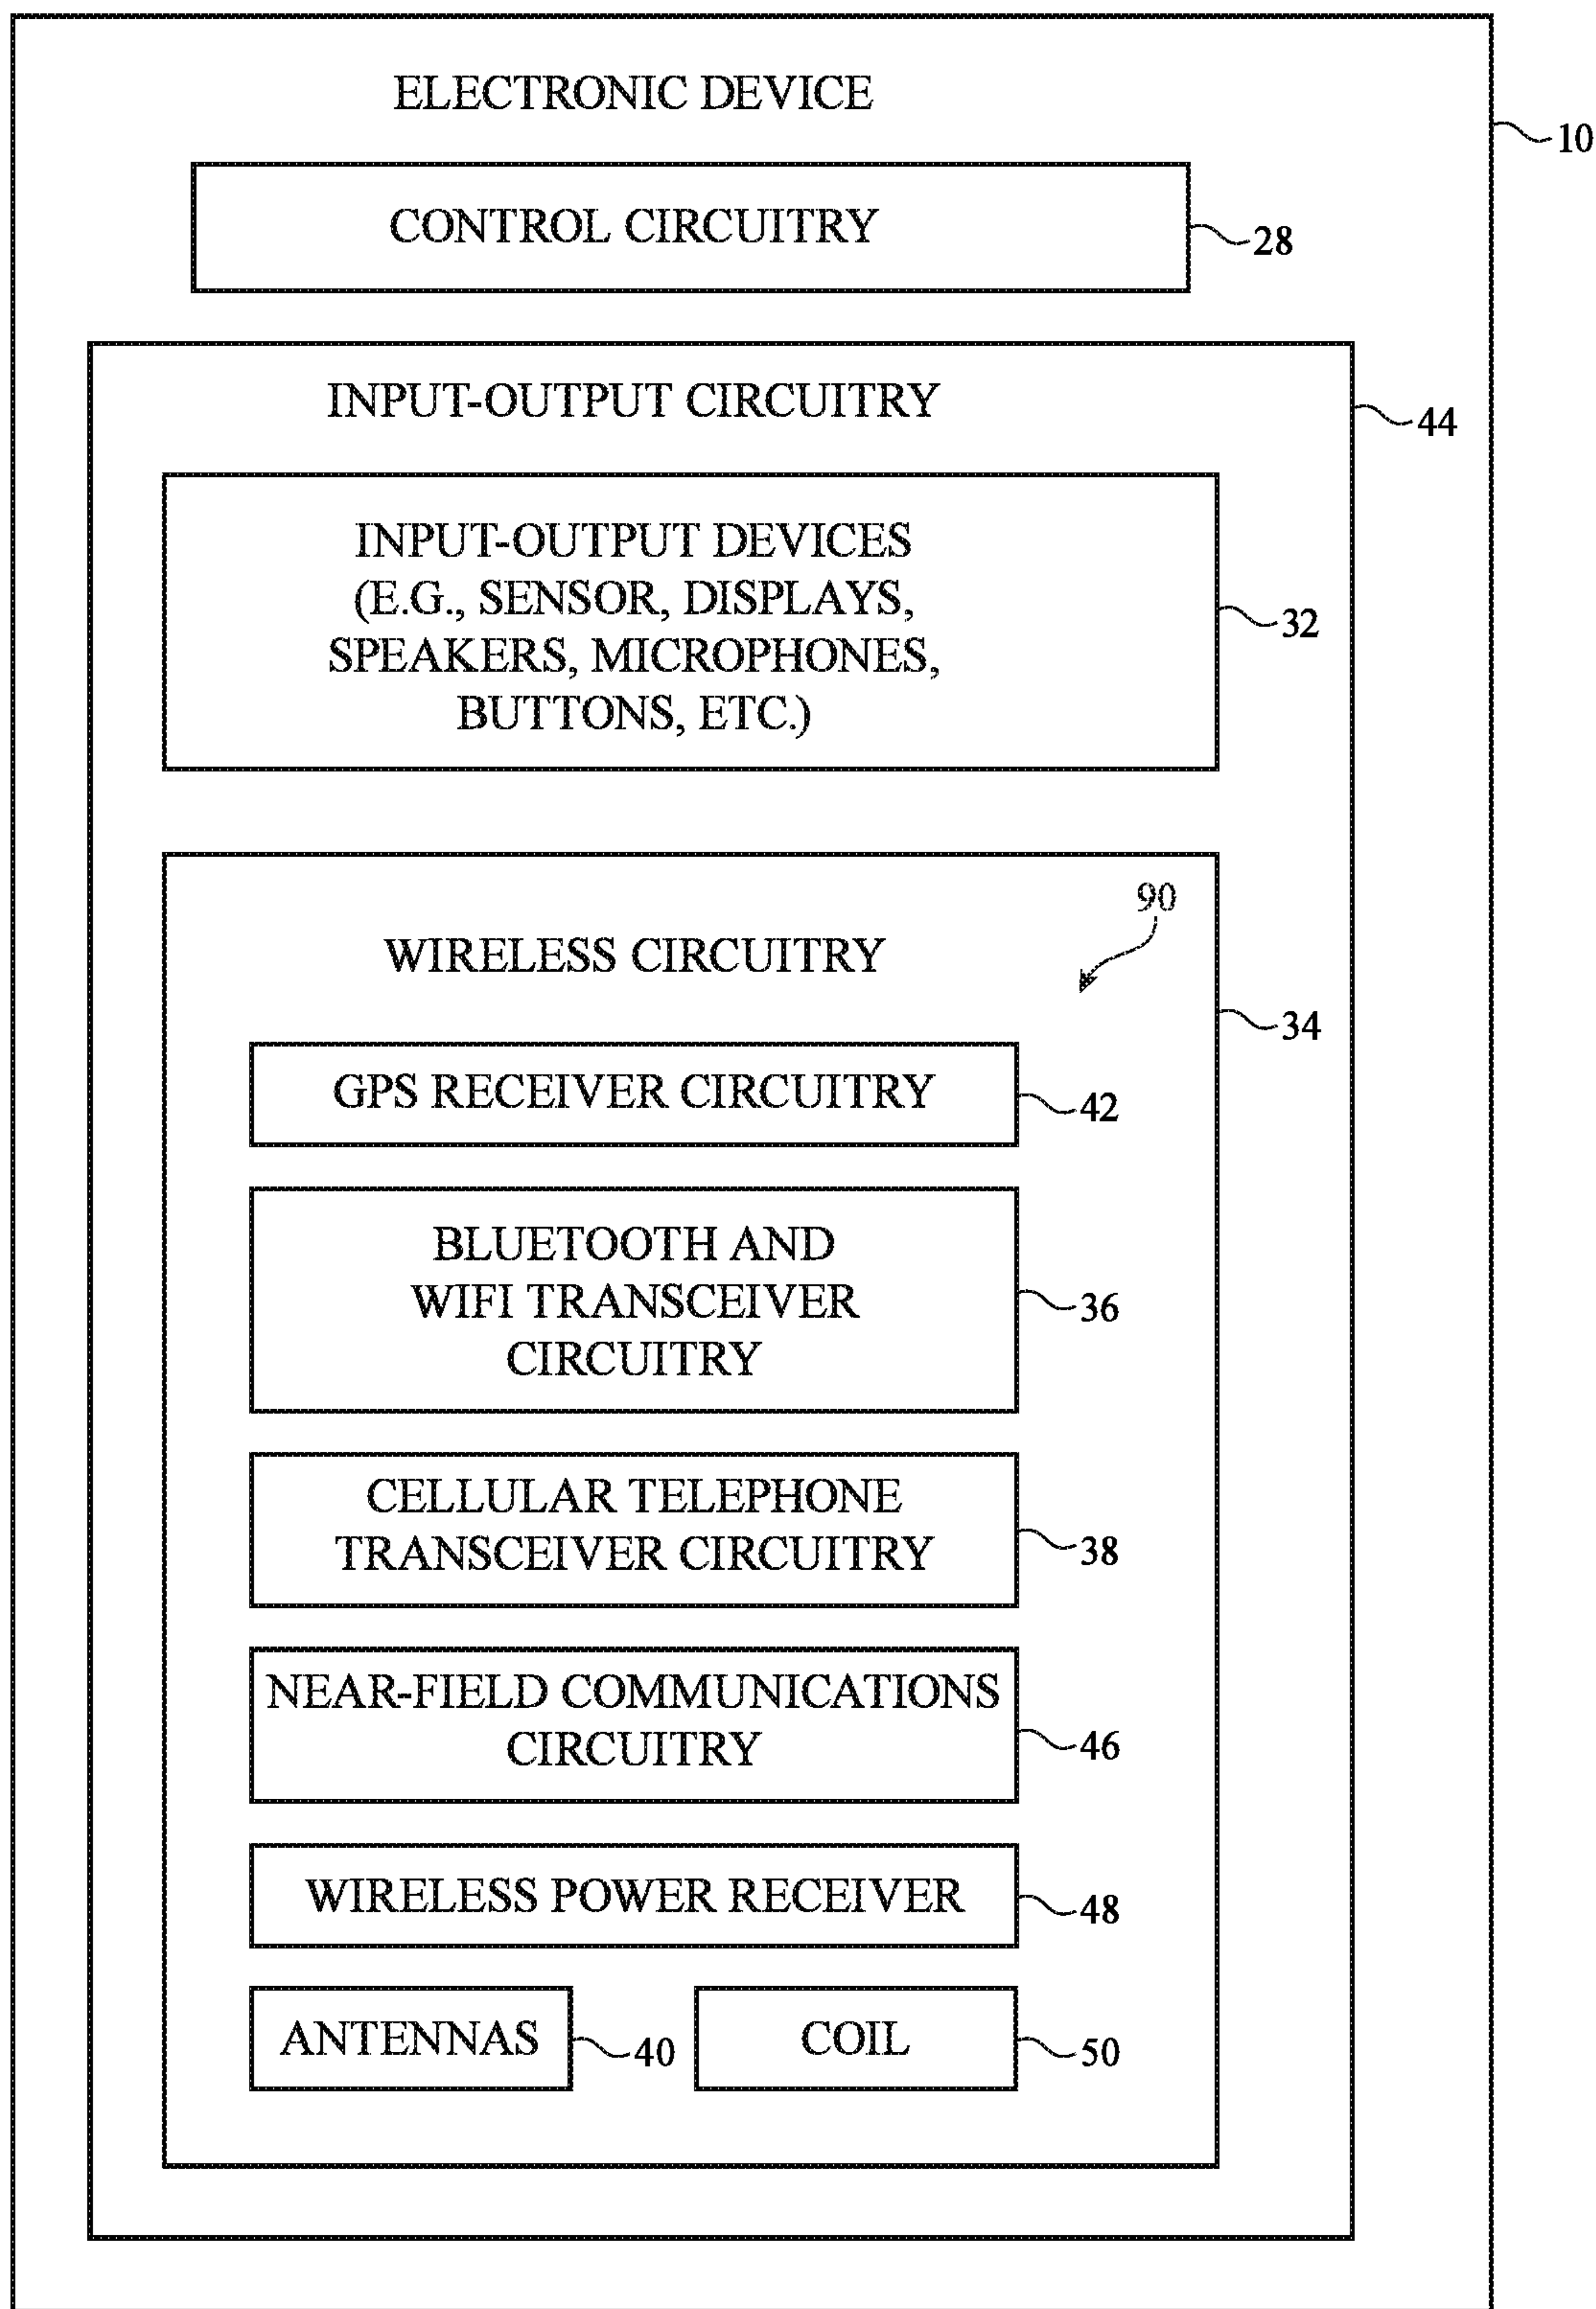 ELECTRONIC DEVICE
10
CONTROL CIRCUITRY
28
INPUT-OUTPUT CIRCUITRY
44
INPUT-OUTPUT DEVICES
(E.G., SENSOR, DISPLAYS,
SPEAKERS, MICROPHONES,
BUTTONS, ETC.)
32
90
WIRELESS CIRCUITRY
34
GPS RECEIVER CIRCUITRY
42
BLUETOOTH AND
WIFI TRANSCEIVER
CIRCUITRY
36
CELLULAR TELEPHONE
TRANSCEIVER CIRCUITRY
38
NEAR-FIELD COMMUNICATIONS
CIRCUITRY
46
WIRELESS POWER RECEIVER
48
ANTENNAS
40
COIL
50